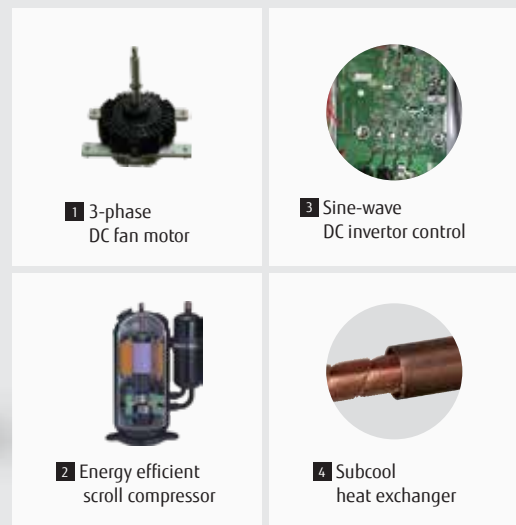 1 3-phase
DC fan motor
3 Sine-wave
DC invertor control
2 Energy efficient
scroll compressor
4 Subcool
heat exchanger